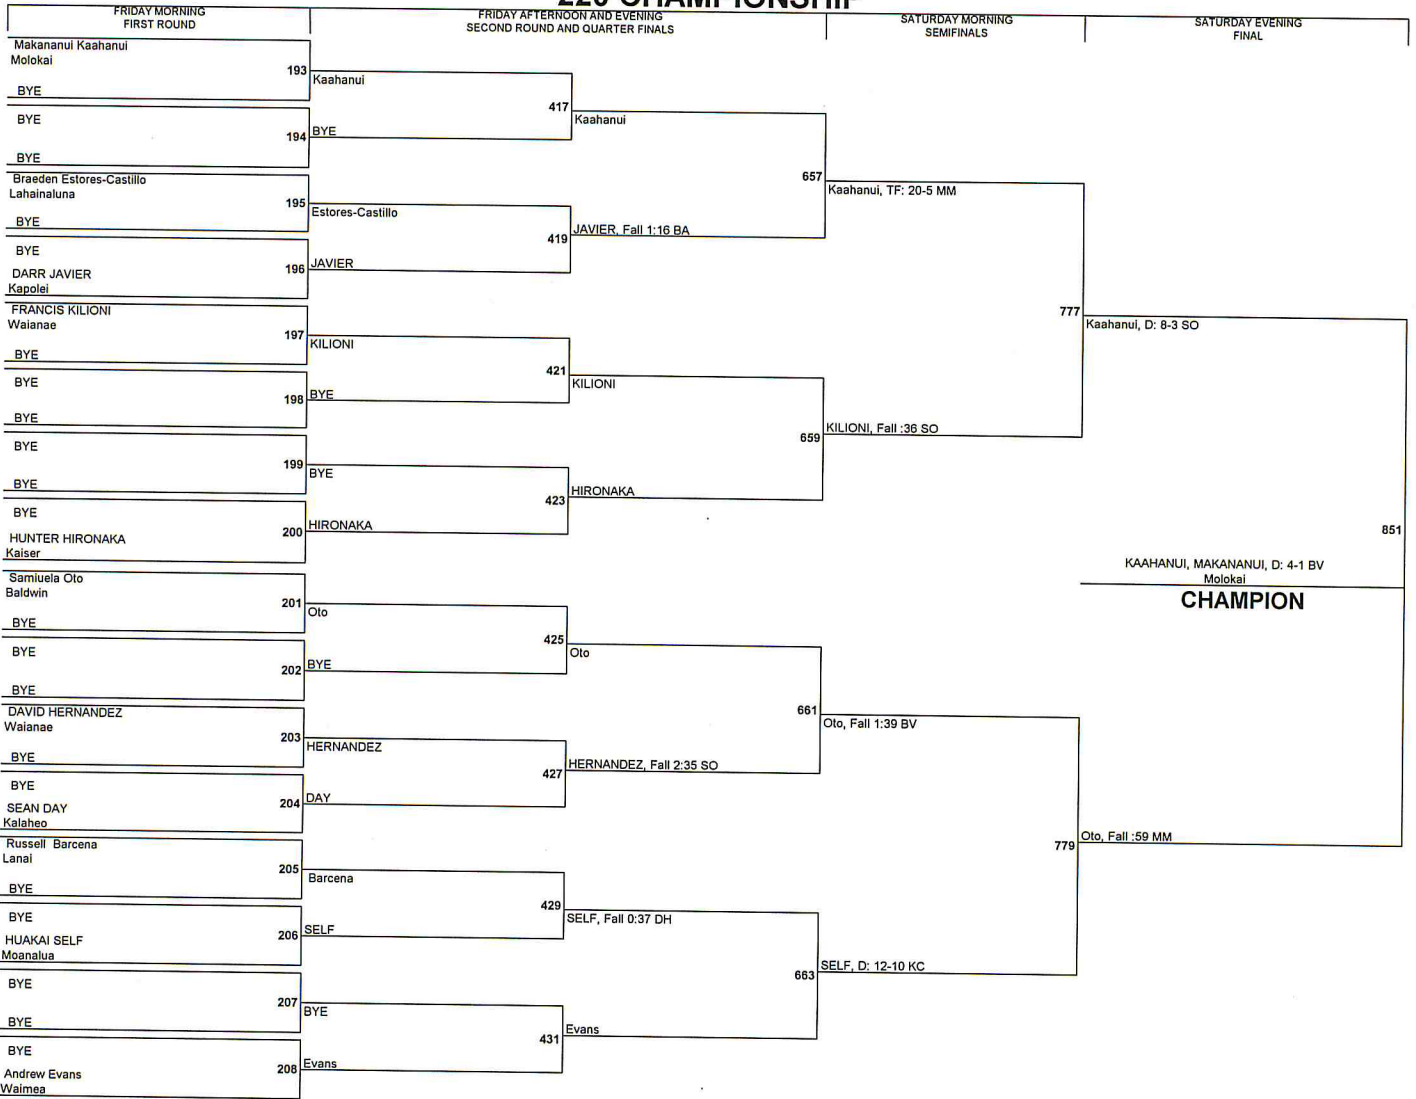 220 CHAMPIONSHIP
FRIDAY MORNING
FIRST ROUND
FRIDAY AFTERNOON AND EVENING
SECOND ROUND AND QUARTER FINALS
SATURDAY MORNING
SEMIFINALS
SATURDAY EVENING
FINAL
Makananui Kaahanui
Molokai
193
Kaahanui
BYE
417
Kaahanui
BYE
194
BYE
BYE
657
Kaahanui, TF: 20-5 MM
Braeden Estores-Castillo
Lahainaluna
195
Estores-Castillo
BYE
419
JAVIER, Fall 1:16 BA
BYE
196
JAVIER
DARR JAVIER
Kapolei
777
Kaahanui, D: 8-3 SO
FRANCIS KILIONI
Waianae
197
KILIONI
BYE
421
KILIONI
BYE
198
BYE
BYE
659
KILIONI, Fall :36 SO
BYE
199
BYE
BYE
423
HIRONAKA
BYE
200
HIRONAKA
HUNTER HIRONAKA
Kaiser
851
KAAHANUI, MAKANANUI, D: 4-1 BV
Molokai
CHAMPION
Samiuela Oto
Baldwin
201
Oto
BYE
425
Oto
BYE
202
BYE
BYE
661
Oto, Fall 1:39 BV
DAVID HERNANDEZ
Waianae
203
HERNANDEZ
BYE
427
HERNANDEZ, Fall 2:35 SO
BYE
204
DAY
SEAN DAY
Kalaheo
779
Oto, Fall :59 MM
Russell Barcena
Lanai
205
Barcena
BYE
429
SELF, Fall 0:37 DH
BYE
206
SELF
HUAKAI SELF
Moanalua
663
SELF, D: 12-10 KC
BYE
207
BYE
BYE
431
Evans
BYE
208
Evans
Andrew Evans
Waimea